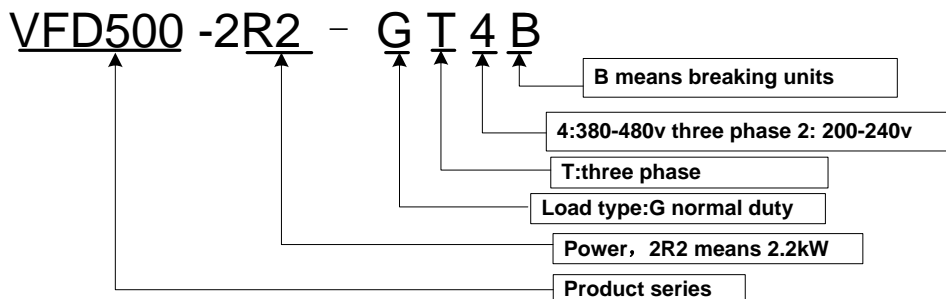 VFD500 -2R2 - G T 4 B
B means breaking units
4:380-480v three phase 2: 200-240v
T:three phase
Load type:G normal duty
Power，2R2 means 2.2kW
Product series